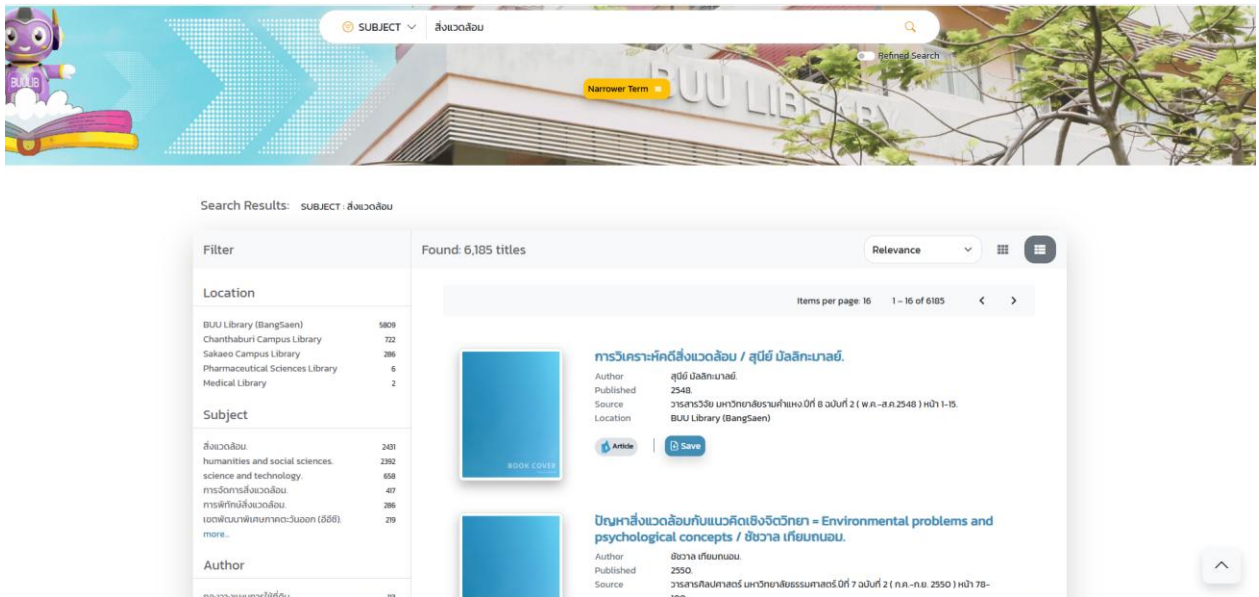 SUBJECT สิ่งแวดล้อม
Refined Search
BUULIB
Narrower Term
BUU LIBRARY
Search Results: SUBJECT : สิ่งแวดล้อม
Filter
Found: 6,185 titles
Relevance
Location
Items per page: 16 1 – 16 of 6185
BUU Library (BangSaen) 5809
Chanthaburi Campus Library 722
Sakaeo Campus Library 286
Pharmaceutical Sciences Library 6
Medical Library 2
Subject
สิ่งแวดล้อม. 2431
humanities and social sciences. 2392
science and technology. 658
การจัดการสิ่งแวดล้อม. 417
การพิทักษ์สิ่งแวดล้อม. 286
เขตพัฒนาพิเศษภาคตะวันออก (อีอีซี). 219
more...
Author
กองวางแผนการใช้ที่ดิน
การวิเคราะห์คดีสิ่งแวดล้อม / สุนีย์ มัลลิกะมาลย์.
Author สุนีย์ มัลลิกะมาลย์.
Published 2548.
Source วารสารวิจัย มหาวิทยาลัยรามคำแหง.ปีที่ 8 ฉบับที่ 2 ( พ.ค.-ส.ค.2548 ) หน้า 1-15.
Location BUU Library (BangSaen)
Article Save
BOOK COVER
ปัญหาสิ่งแวดล้อมกับแนวคิดเชิงจิตวิทยา = Environmental problems and
psychological concepts / ชัชวาล เทียมถนอม.
Author ชัชวาล เทียมถนอม.
Published 2550.
Source วารสารศิลปศาสตร์ มหาวิทยาลัยธรรมศาสตร์.ปีที่ 7 ฉบับที่ 2 ( ก.ค.-ก.ย. 2550 ) หน้า 78-